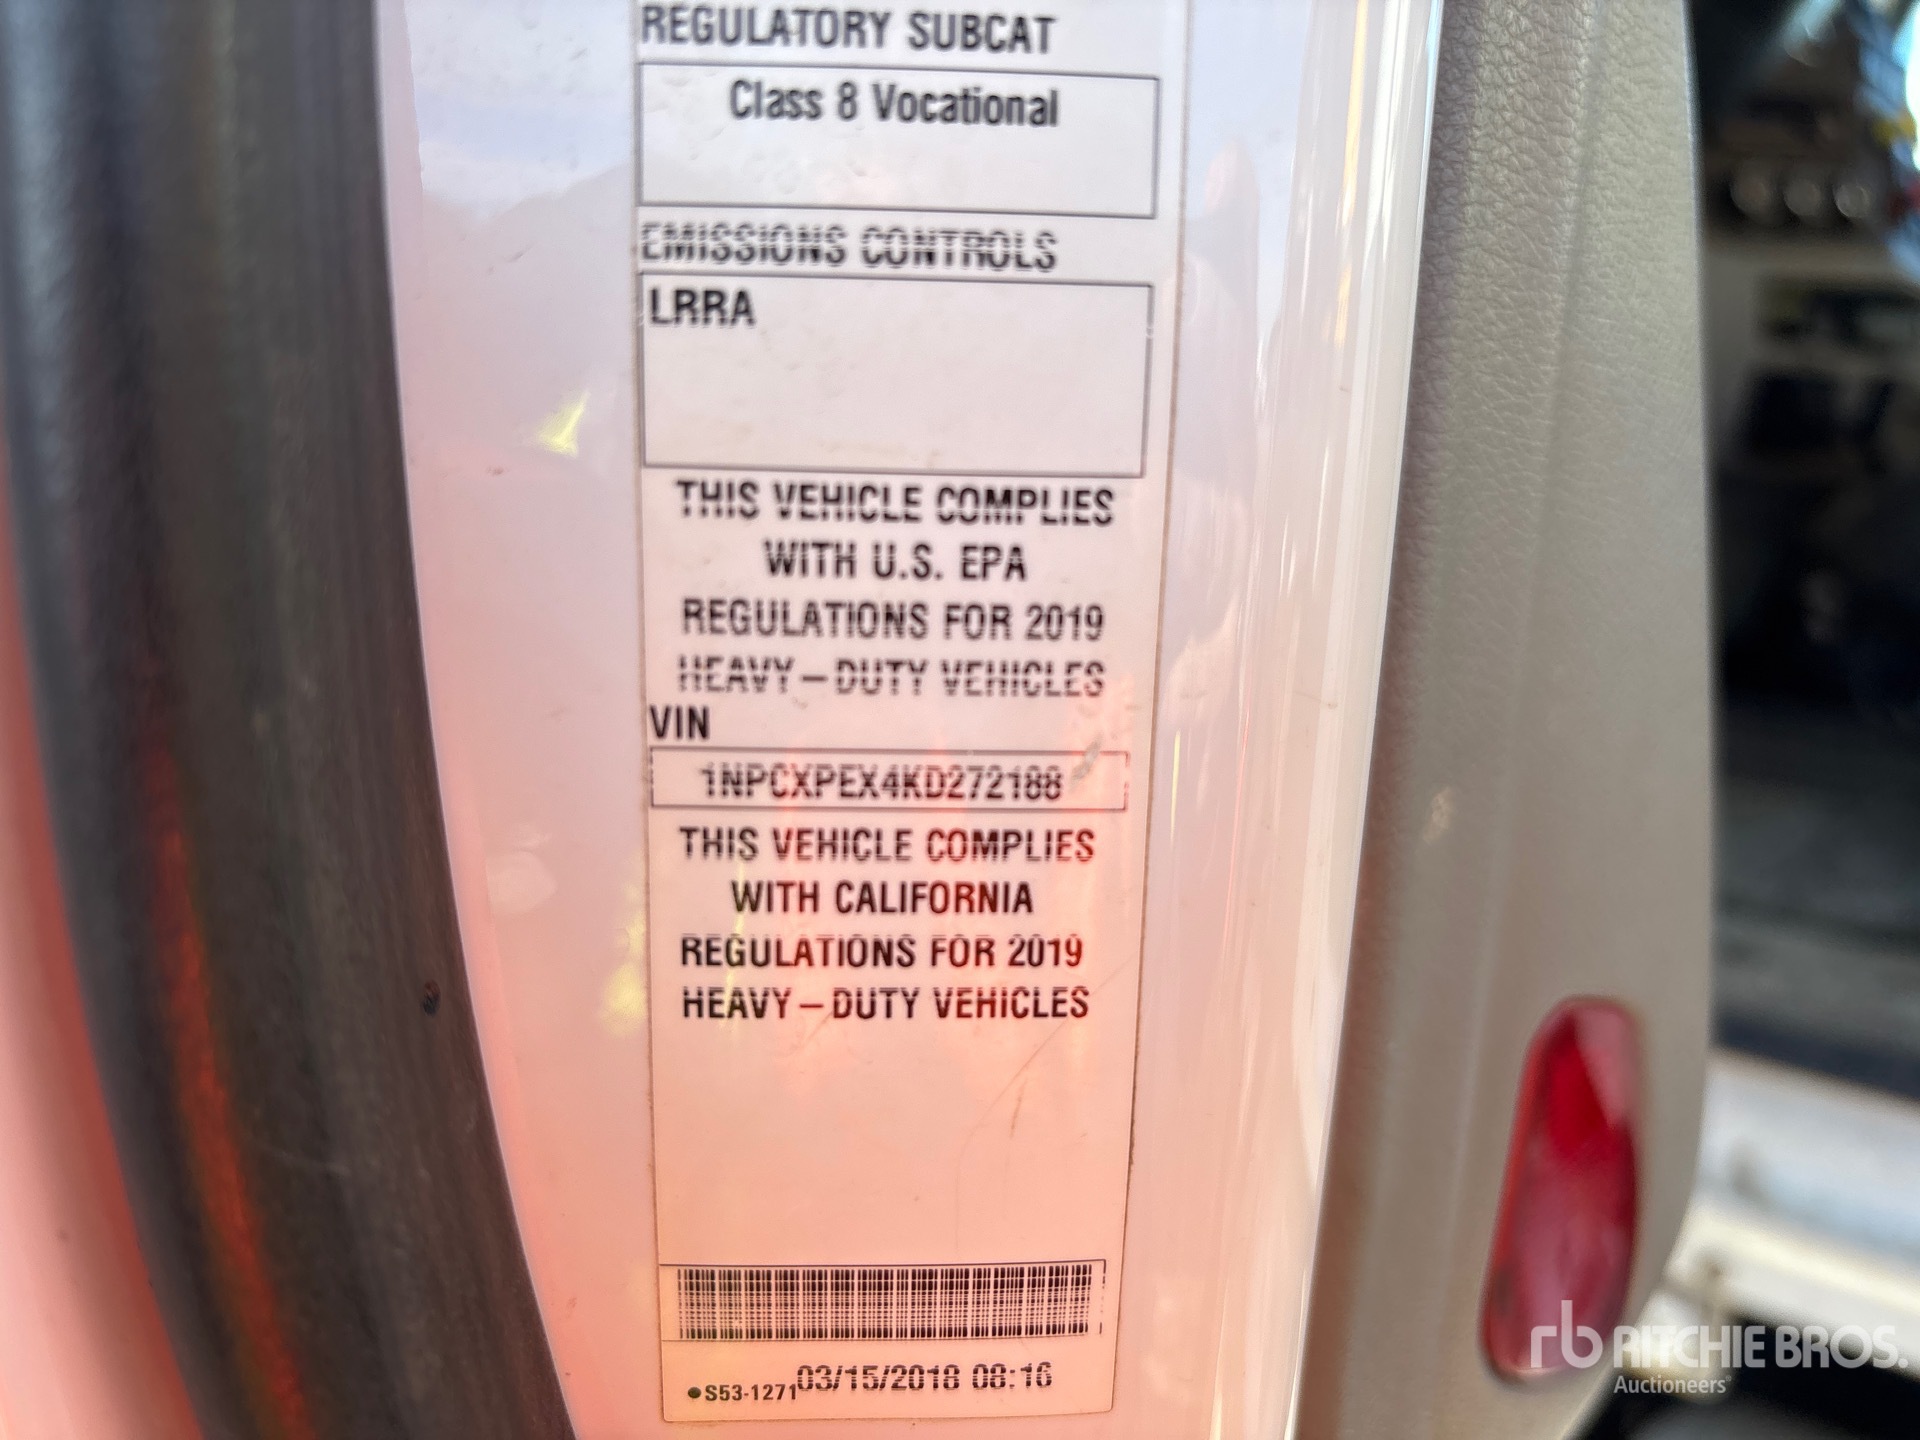 REGULATORY SUBCAT
Class 8 Vocational
EMISSIONS CONTROLS
LRRA
THIS VEHICLE COMPLIES
WITH U.S. EPA
REGULATIONS FOR 2019
HEAVY-DUTY VEHICLES
VIN
1NPCXPEX4KD272188
THIS VEHICLE COMPLIES
WITH CALIFORNIA
REGULATIONS FOR 2019
HEAVY-DUTY VEHICLES
●S53-1271 03/15/2018 08:16
rb RITCHIE BROS.
Auctioneers